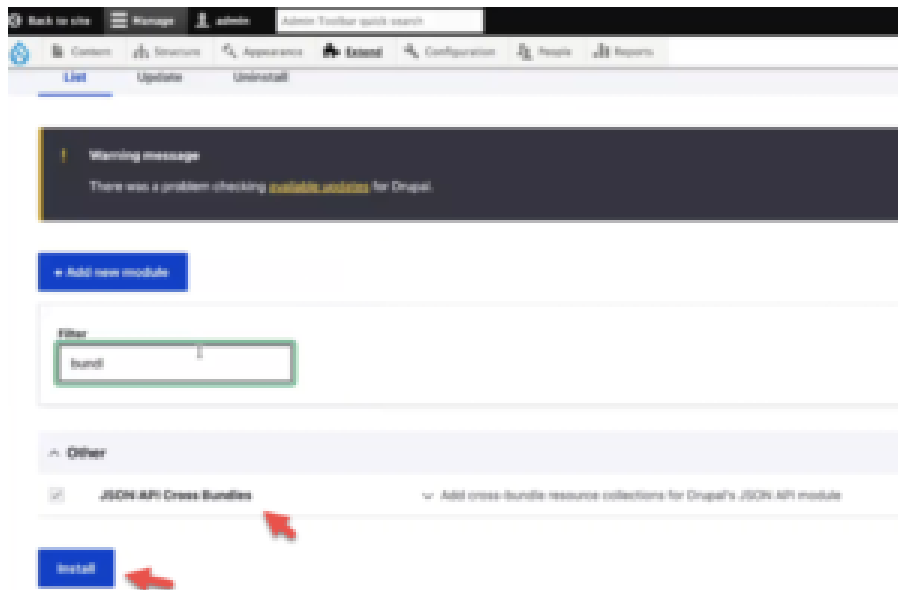 Back to site Manage admin Admin Toolbar quick search
Content Structure Appearance Extend Configuration People Reports
List Update Uninstall
! Warning message
There was a problem checking available updates for Drupal.
+ Add new module
Filter
bundl
Other
JSON API Cross Bundles Add cross-bundle resource collections for Drupal's JSON API module
Install